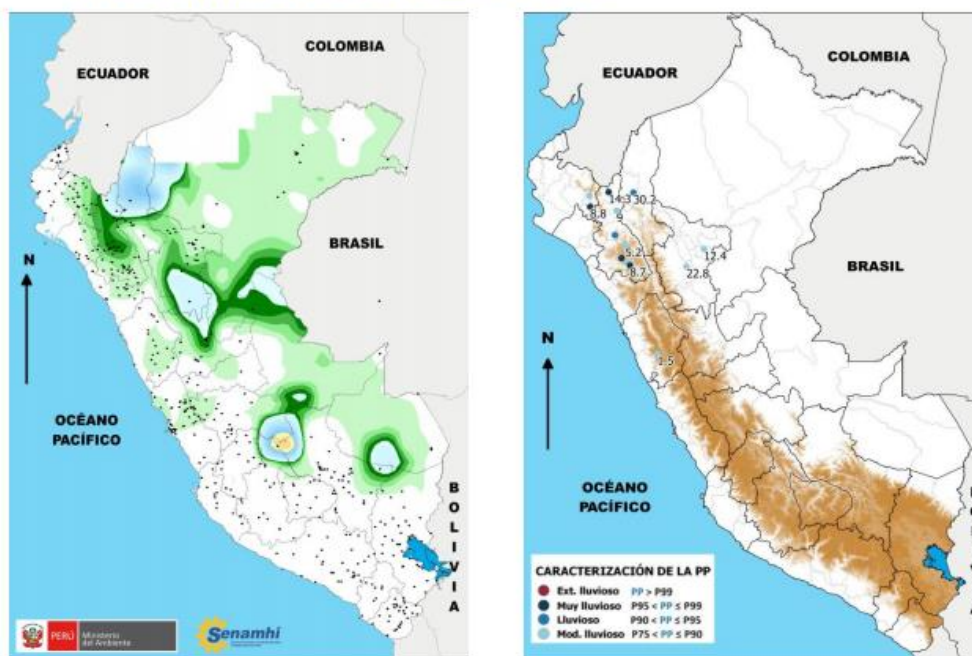 COLOMBIA
ECUADOR
BRASIL
N
OCÉANO
PACÍFICO
BOLIVIA
PERÚ
Ministerio
del Ambiente
Senamhi
COLOMBIA
ECUADOR
14.3
30.2
8.8
9
5.2
12.4
8.7
22.8
BRASIL
N
1.5
OCÉANO
PACÍFICO
CARACTERIZACIÓN DE LA PP
Ext. lluvioso PP > P99
Muy lluvioso P95 < PP ≤ P99
Lluvioso P90 < PP ≤ P95
Mod. lluvioso P75 < PP ≤ P90